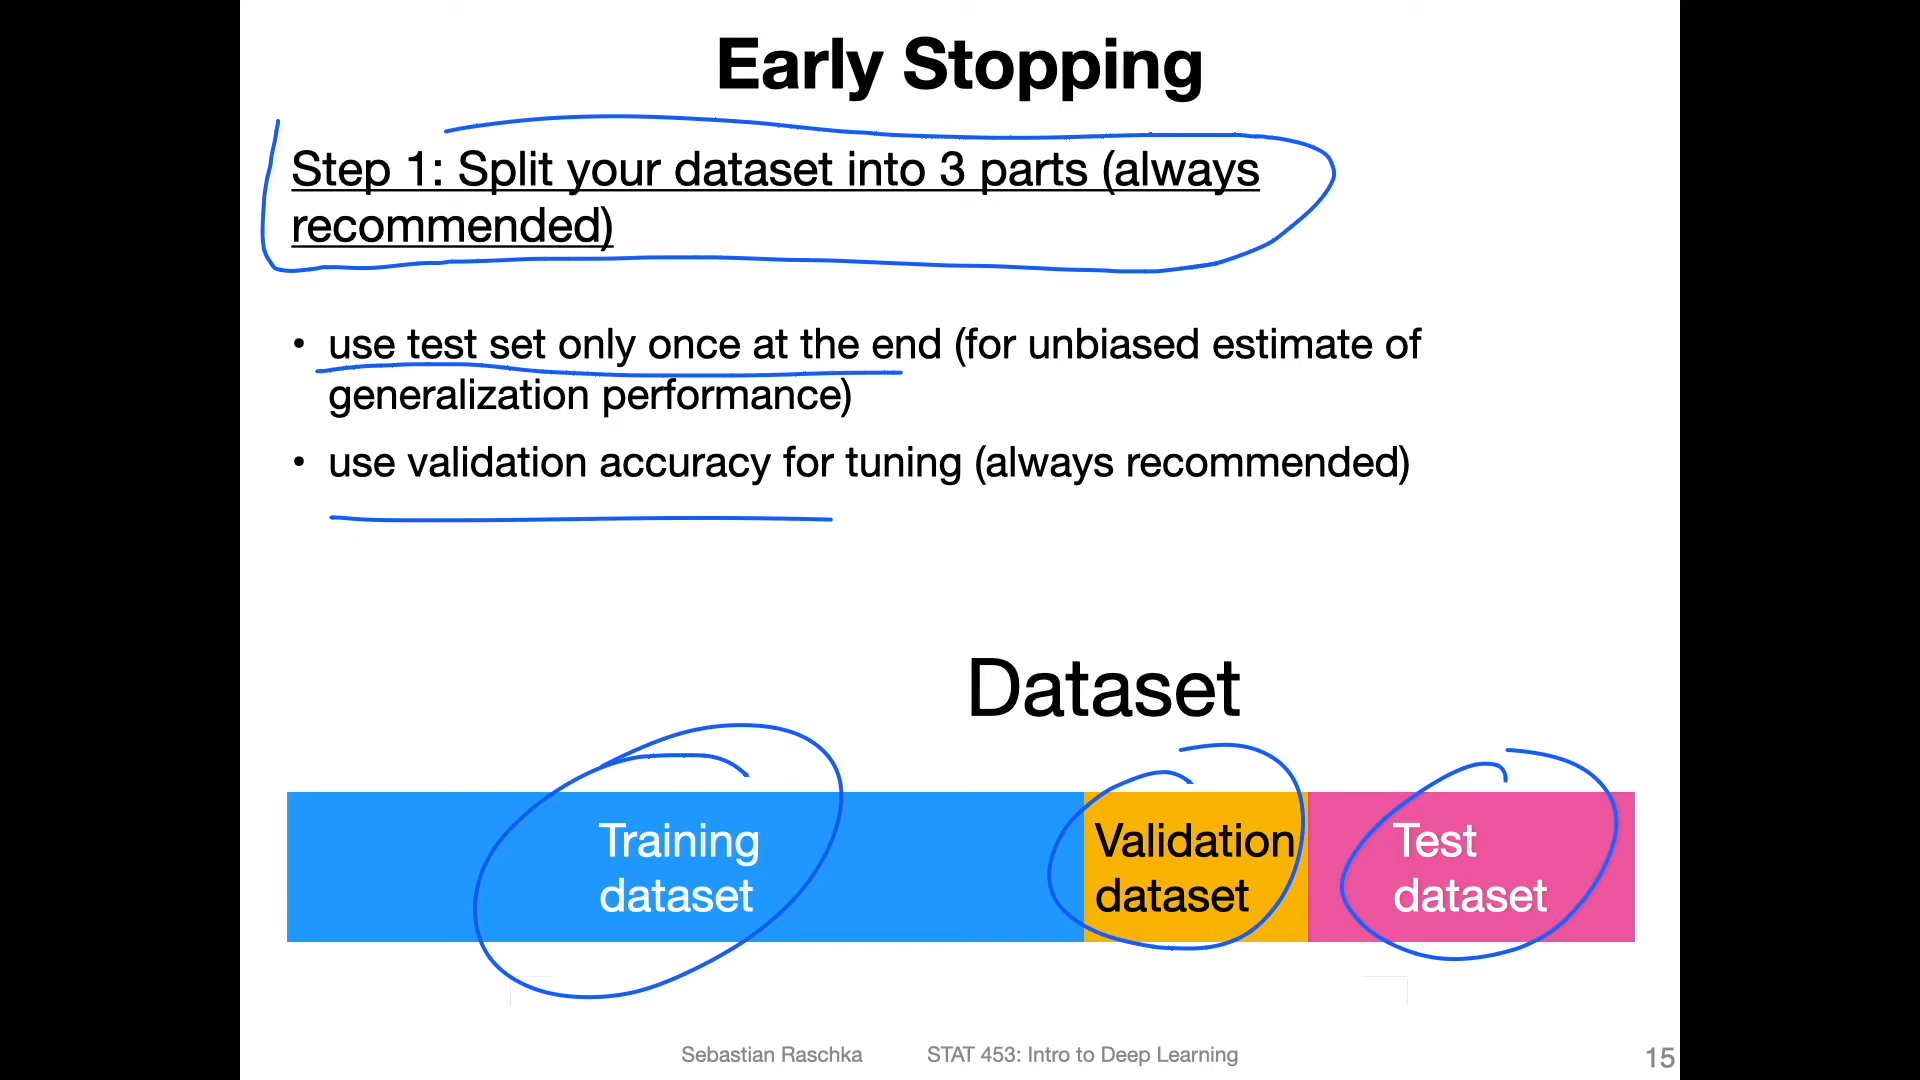 Early Stopping
Step 1: Split your dataset into 3 parts (always
recommended)
• use test set only once at the end (for unbiased estimate of
generalization performance)
• use validation accuracy for tuning (always recommended)
Dataset
Training
dataset
Validation
dataset
Test
dataset
Sebastian Raschka STAT 453: Intro to Deep Learning 15